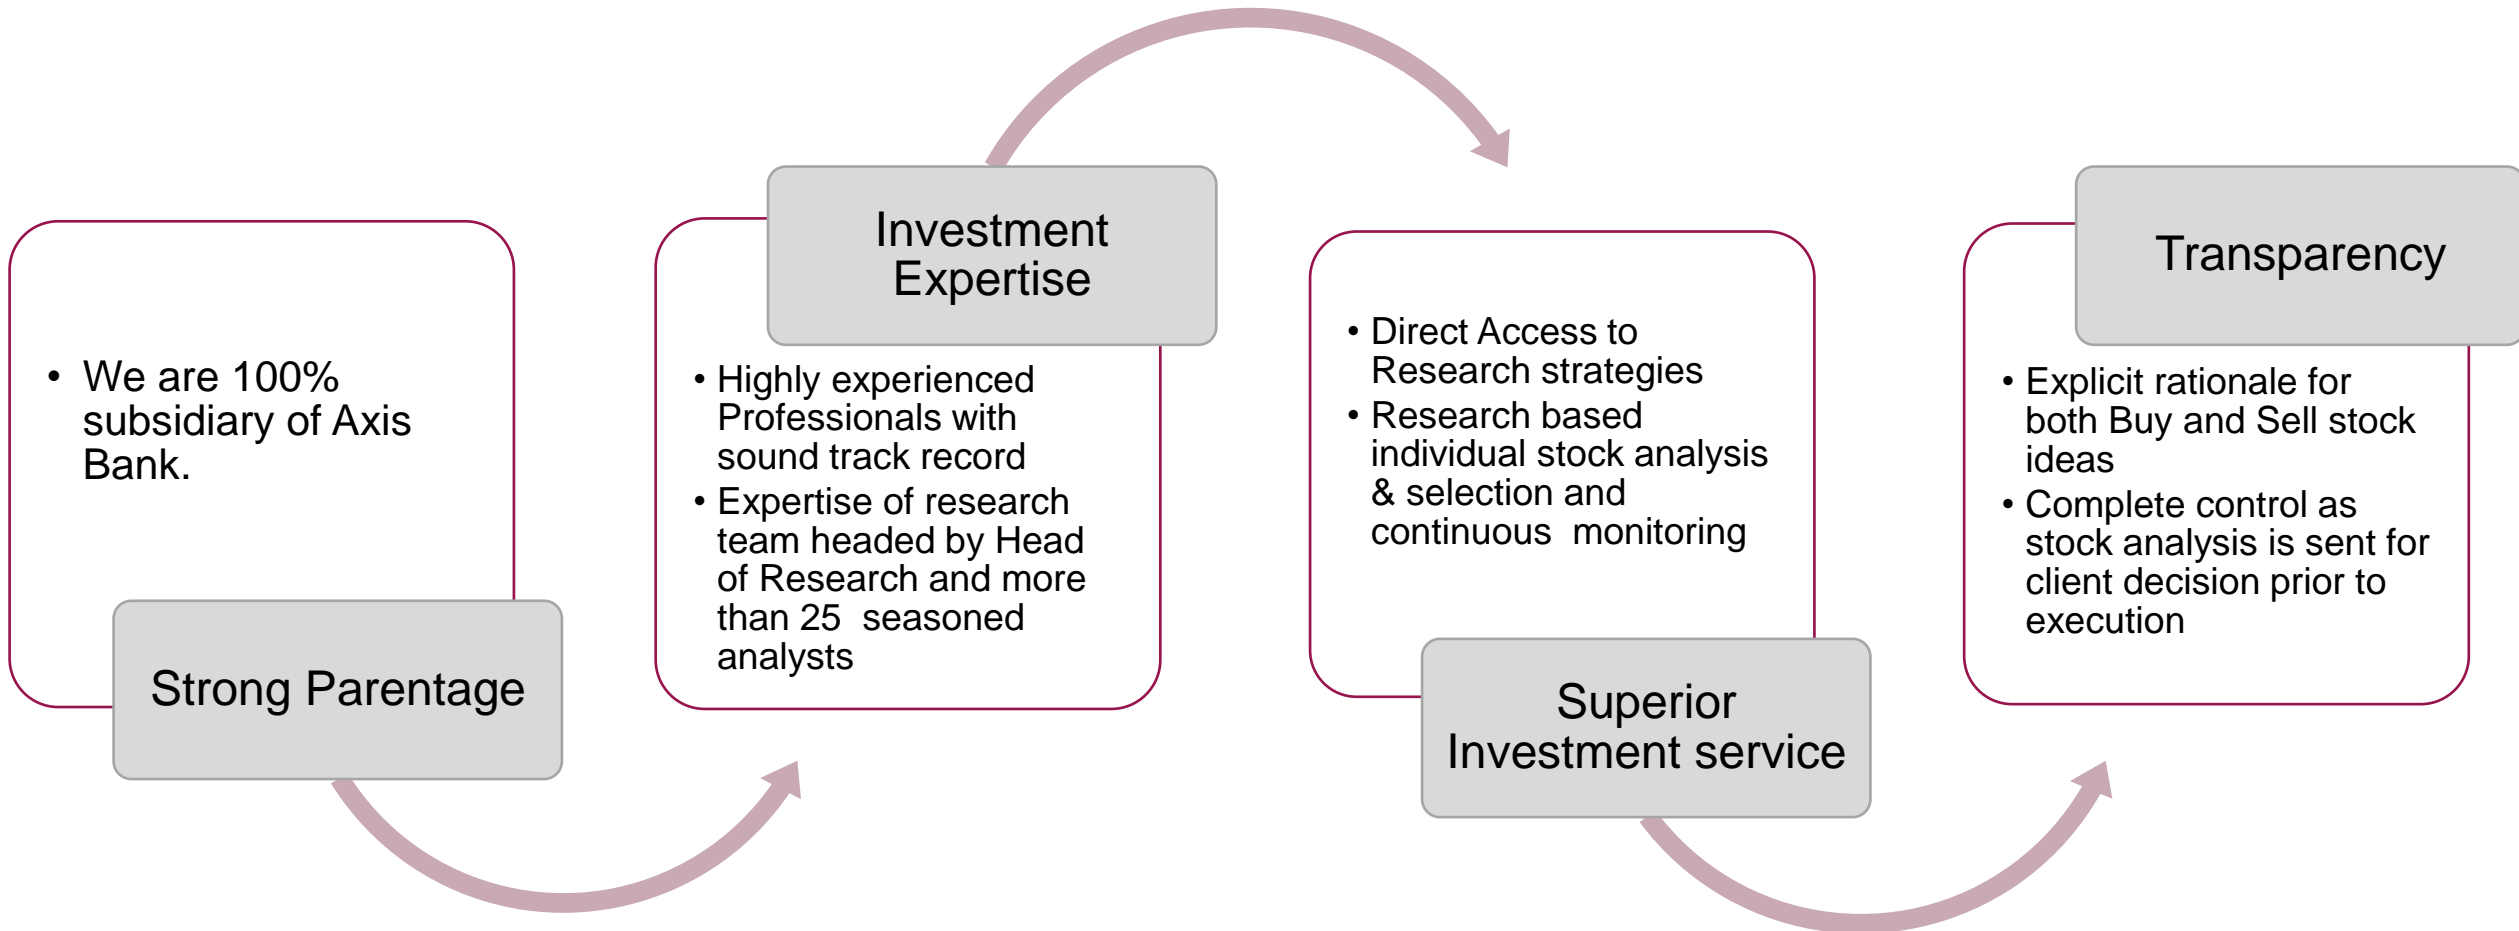 • We are 100%
subsidiary of Axis
Bank.
Strong Parentage
Investment
Expertise
• Highly experienced
Professionals with
sound track record
• Expertise of research
team headed by Head
of Research and more
than 25  seasoned
analysts
• Direct Access to
Research strategies
• Research based
individual stock analysis
& selection and
continuous  monitoring
Superior
Investment service
Transparency
• Explicit rationale for
both Buy and Sell stock
ideas
• Complete control as
stock analysis is sent for
client decision prior to
execution